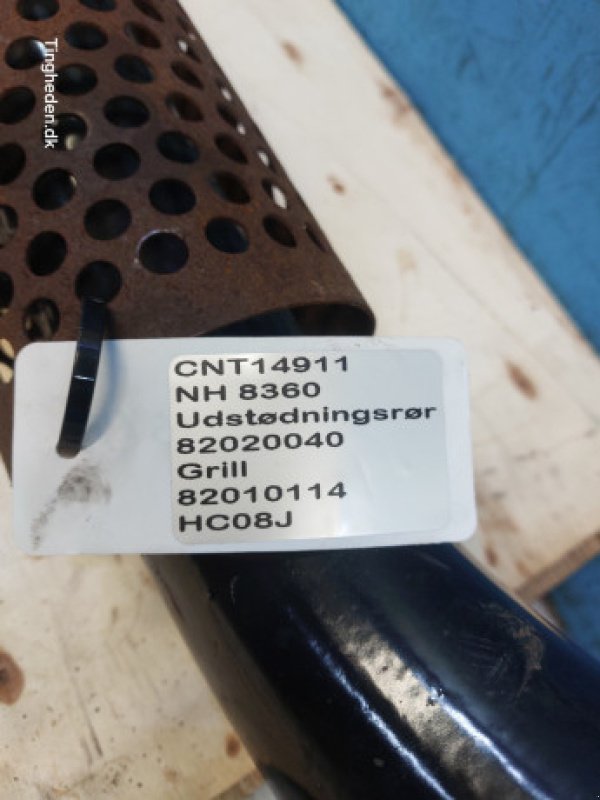 Tingheden.dk
CNT14911
NH 8360
Udstødningsrør
82020040
Grill
82010114
HC08J